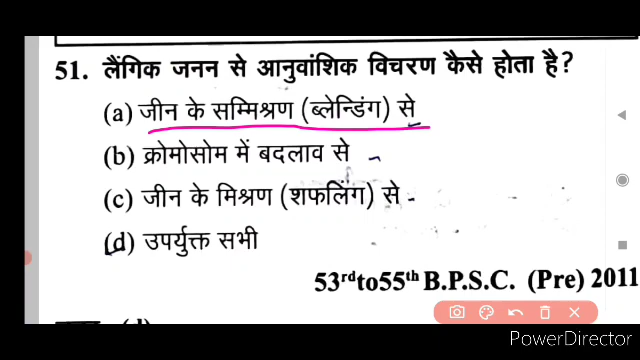 51. लैंगिक जनन से आनुवांशिक विचरण कैसे होता है?
(a) जीन के सम्मिश्रण (ब्लेन्डिंग) से
(b) क्रोमोसोम में बदलाव से
(c) जीन के मिश्रण (शफलिंग) से
(d) उपर्युक्त सभी
53rdto55th B.P.S.C. (Pre) 2011
PowerDirector